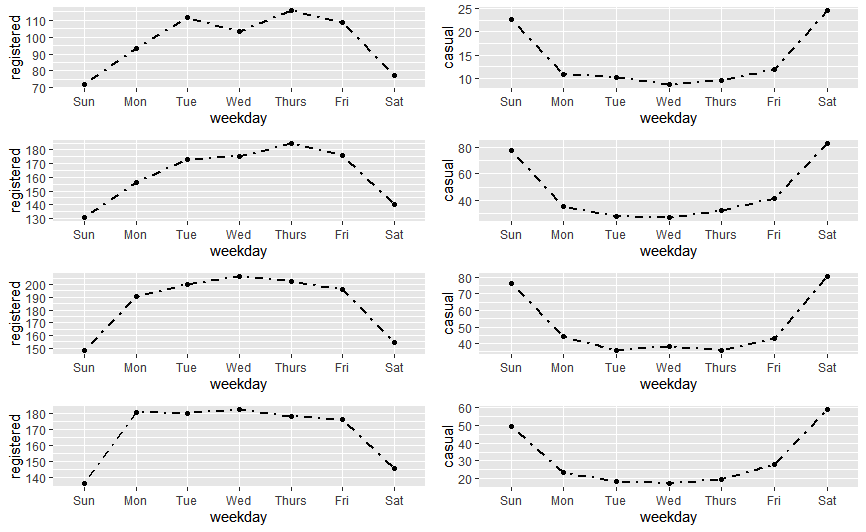 registered
110
100
90
80
70
Sun Mon Tue Wed Thurs Fri Sat
weekday
casual
25
20
15
10
Sun Mon Tue Wed Thurs Fri Sat
weekday
registered
180
170
160
150
140
130
Sun Mon Tue Wed Thurs Fri Sat
weekday
casual
80
60
40
Sun Mon Tue Wed Thurs Fri Sat
weekday
registered
200
190
180
170
160
150
Sun Mon Tue Wed Thurs Fri Sat
weekday
casual
80
70
60
50
40
Sun Mon Tue Wed Thurs Fri Sat
weekday
registered
180
170
160
150
140
Sun Mon Tue Wed Thurs Fri Sat
weekday
casual
60
50
40
30
20
Sun Mon Tue Wed Thurs Fri Sat
weekday